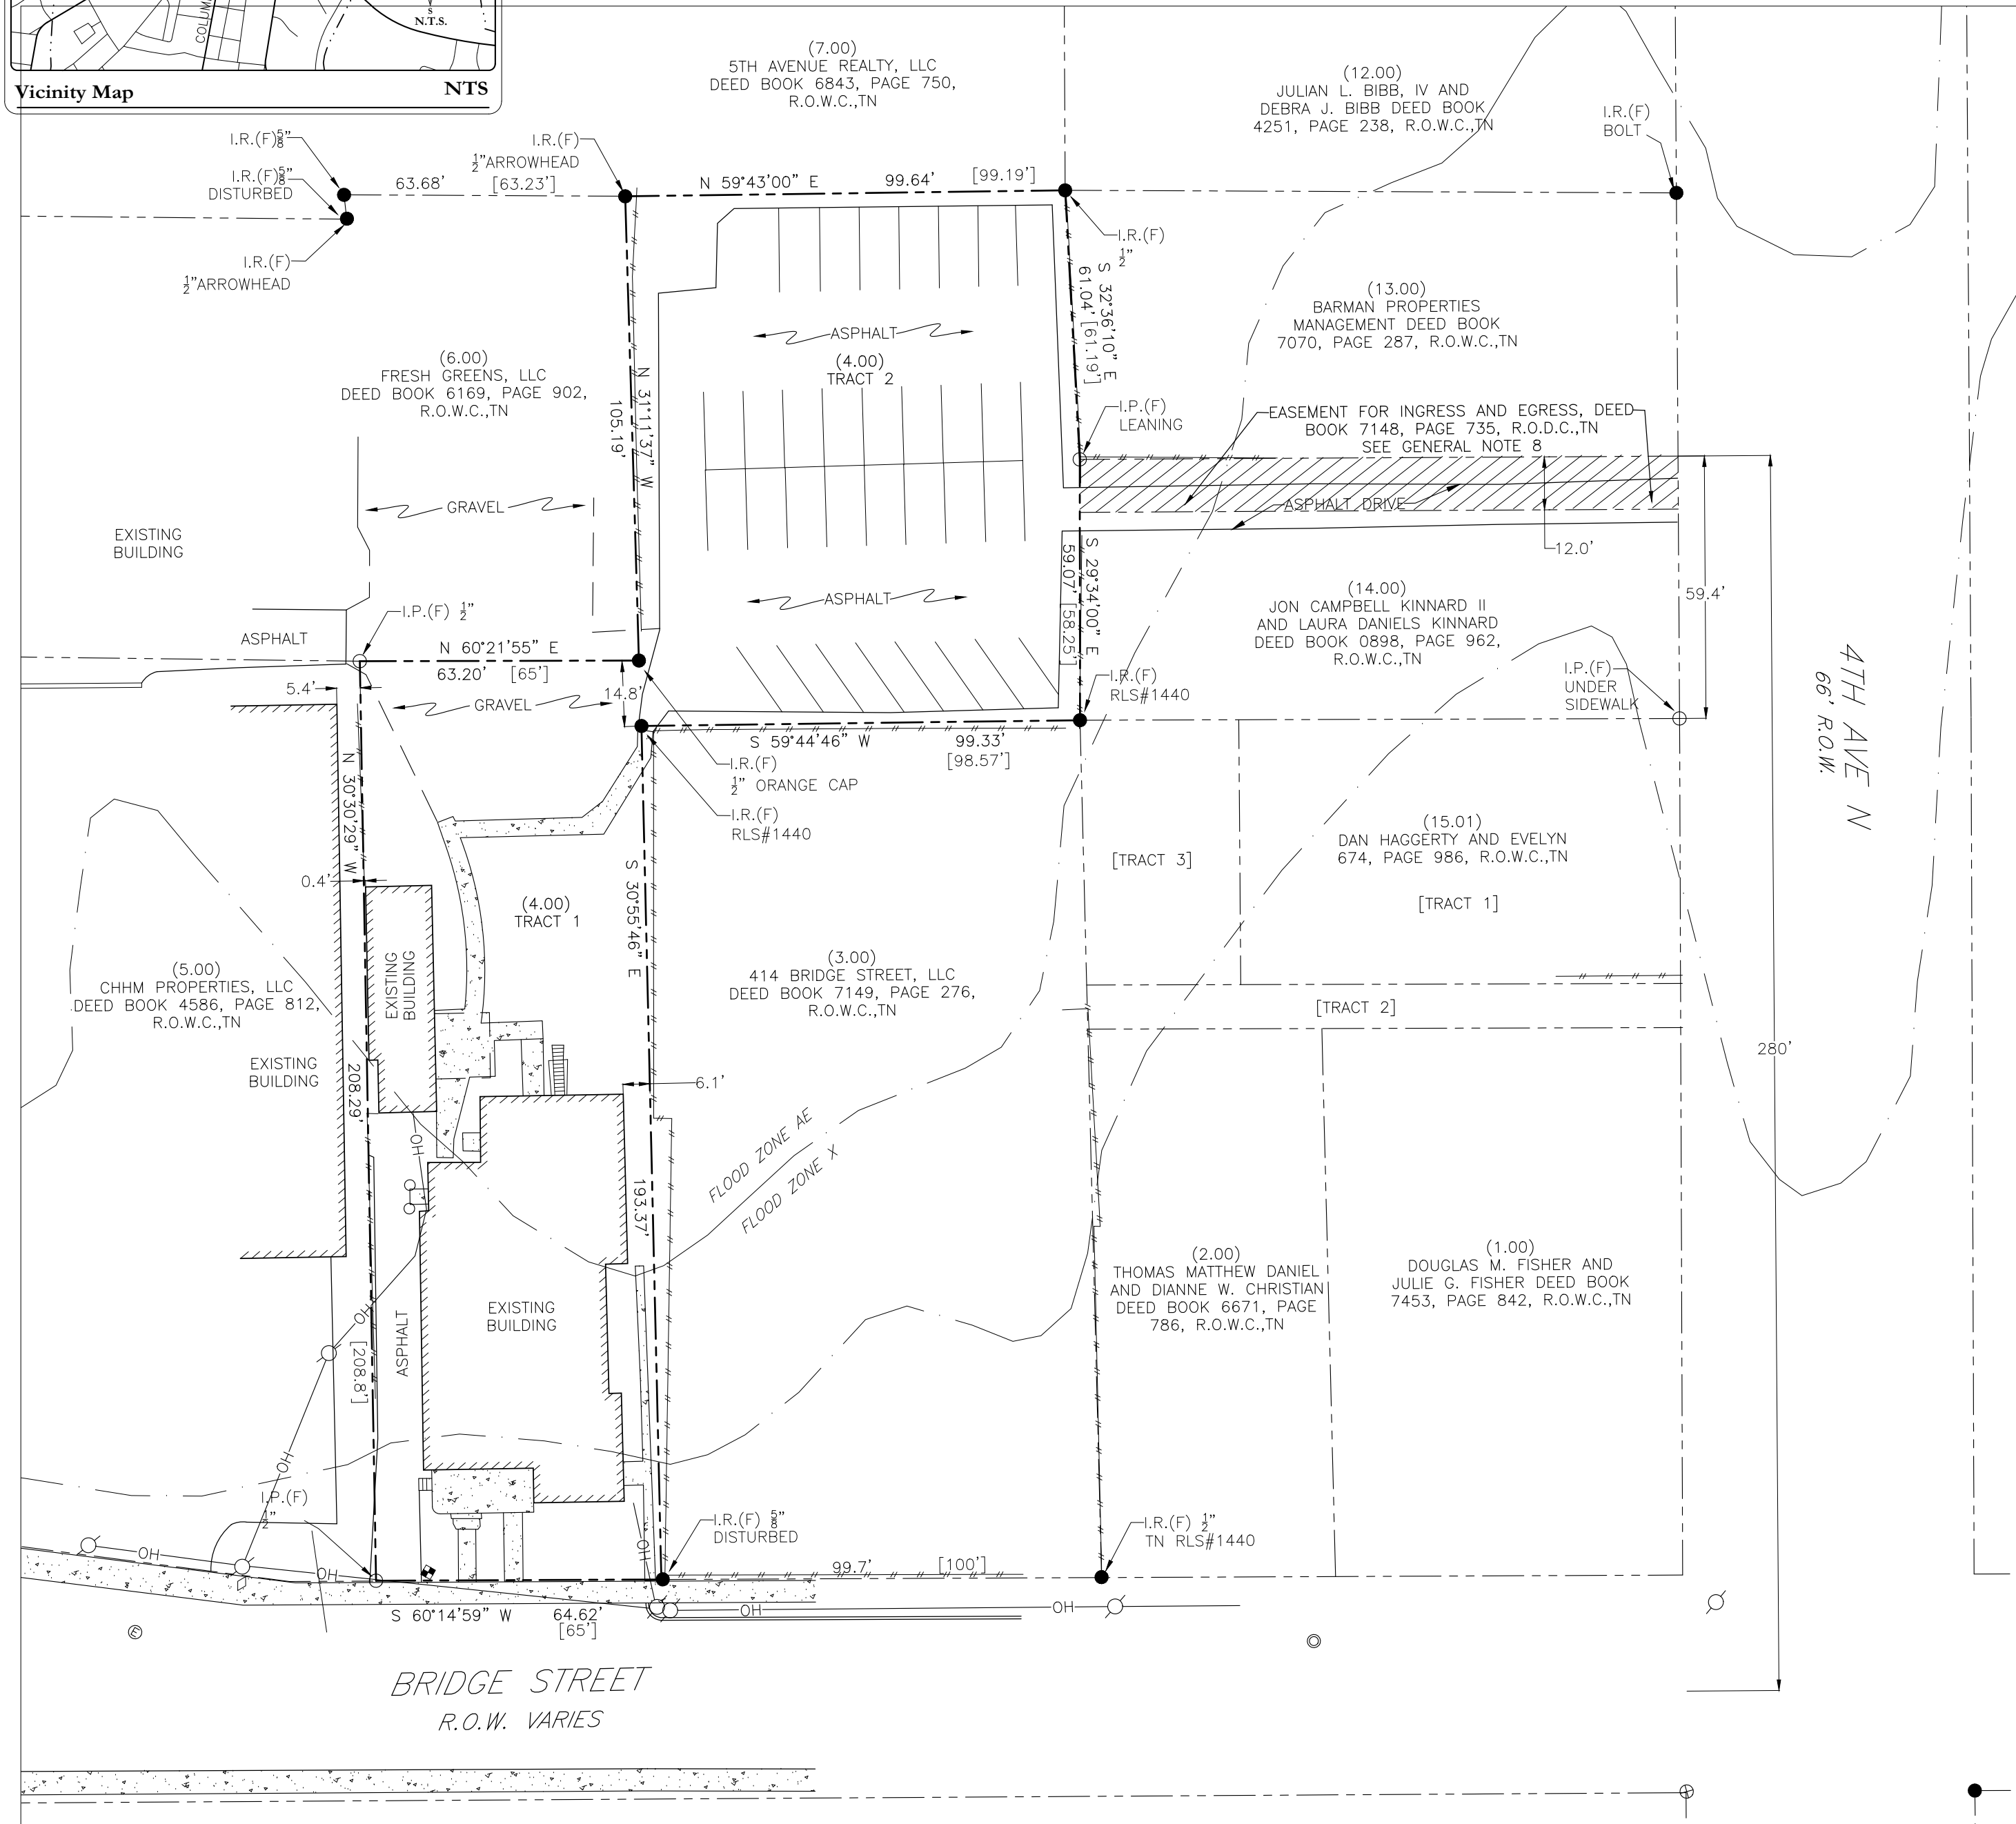 COLUM
S
N.T.S.
Vicinity Map
NTS
(7.00)
5TH AVENUE REALTY, LLC
DEED BOOK 6843, PAGE 750,
R.O.W.C.,TN
(12.00)
JULIAN L. BIBB, IV AND
DEBRA J. BIBB DEED BOOK
4251, PAGE 238, R.O.W.C.,TN
I.R.(F)
BOLT
I.R.(F)5/8"
I.R.(F)5/8"
DISTURBED
I.R.(F)
1/2"ARROWHEAD
63.68'
[63.23']
I.R.(F)
1/2"ARROWHEAD
N 59°43'00" E
99.64'
[99.19']
I.R.(F)
1/2"
S 32°36'10" E
61.04' [61.19']
(13.00)
BARMAN PROPERTIES
MANAGEMENT DEED BOOK
7070, PAGE 287, R.O.W.C.,TN
(6.00)
FRESH GREENS, LLC
DEED BOOK 6169, PAGE 902,
R.O.W.C.,TN
N 31°11'37" W
105.19'
ASPHALT
(4.00)
TRACT 2
I.P.(F)
LEANING
EASEMENT FOR INGRESS AND EGRESS, DEED
BOOK 7148, PAGE 735, R.O.D.C.,TN
SEE GENERAL NOTE 8
ASPHALT DRIVE
12.0'
59.4'
GRAVEL
EXISTING
BUILDING
ASPHALT
S 29°34'00" E
59.07' [58.25']
(14.00)
JON CAMPBELL KINNARD II
AND LAURA DANIELS KINNARD
DEED BOOK 0898, PAGE 962,
R.O.W.C.,TN
I.P.(F)
UNDER
SIDEWALK
4TH AVE N
66' R.O.W.
I.P.(F) 1/2"
ASPHALT
N 60°21'55" E
63.20'
[65']
5.4'
GRAVEL
14.8'
I.R.(F)
RLS#1440
S 59°44'46" W
99.33'
[98.57']
I.R.(F)
1/2" ORANGE CAP
I.R.(F)
RLS#1440
N 30°30'29" W
0.4'
(4.00)
TRACT 1
S 30°55'46" E
[TRACT 3]
(15.01)
DAN HAGGERTY AND EVELYN
674, PAGE 986, R.O.W.C.,TN
[TRACT 1]
(5.00)
CHHM PROPERTIES, LLC
DEED BOOK 4586, PAGE 812,
R.O.W.C.,TN
EXISTING
BUILDING
(3.00)
414 BRIDGE STREET, LLC
DEED BOOK 7149, PAGE 276,
R.O.W.C.,TN
[TRACT 2]
280'
EXISTING
BUILDING
208.29'
6.1'
OH
FLOOD ZONE AE
FLOOD ZONE X
193.37'
(2.00)
THOMAS MATTHEW DANIEL
AND DIANNE W. CHRISTIAN
DEED BOOK 6671, PAGE
786, R.O.W.C.,TN
(1.00)
DOUGLAS M. FISHER AND
JULIE G. FISHER DEED BOOK
7453, PAGE 842, R.O.W.C.,TN
OH
[208.8']
ASPHALT
EXISTING
BUILDING
OH
I.P.(F)
1/2"
I.R.(F) 5/8"
DISTURBED
I.R.(F) 1/2"
TN RLS#1440
OH
OH
OH
99.7'
[100']
S 60°14'59" W
64.62'
[65']
OH
OH
E
BRIDGE STREET
R.O.W. VARIES